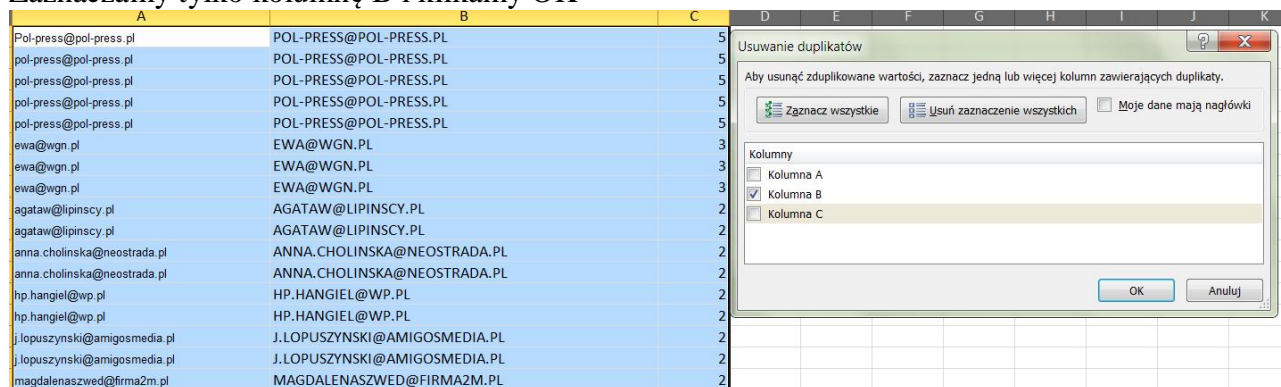 Zaznaczamy tylko kolumnę B i klikamy OK
A B C D E F G H I J K
Pol-press@pol-press.pl POL-PRESS@POL-PRESS.PL 5
pol-press@pol-press.pl POL-PRESS@POL-PRESS.PL 5
pol-press@pol-press.pl POL-PRESS@POL-PRESS.PL 5
pol-press@pol-press.pl POL-PRESS@POL-PRESS.PL 5
pol-press@pol-press.pl POL-PRESS@POL-PRESS.PL 5
ewa@wgn.pl EWA@WGN.PL 3
ewa@wgn.pl EWA@WGN.PL 3
ewa@wgn.pl EWA@WGN.PL 3
agataw@lipinscy.pl AGATAW@LIPINSCY.PL 2
agataw@lipinscy.pl AGATAW@LIPINSCY.PL 2
anna.cholinska@neostrada.pl ANNA.CHOLINSKA@NEOSTRADA.PL 2
anna.cholinska@neostrada.pl ANNA.CHOLINSKA@NEOSTRADA.PL 2
hp.hangiel@wp.pl HP.HANGIEL@WP.PL 2
hp.hangiel@wp.pl HP.HANGIEL@WP.PL 2
j.lopuszynski@amigosmedia.pl J.LOPUSZYNSKI@AMIGOSMEDIA.PL 2
j.lopuszynski@amigosmedia.pl J.LOPUSZYNSKI@AMIGOSMEDIA.PL 2
magdalenaszwed@firma2m.pl MAGDALENASZWED@FIRMA2M.PL 2
Usuwanie duplikatów
Aby usunąć zduplikowane wartości, zaznacz jedną lub więcej kolumn zawierających duplikaty.
Zaznacz wszystkie Usuń zaznaczenie wszystkich Moje dane mają nagłówki
Kolumny
Kolumna A
Kolumna B
Kolumna C
OK Anuluj